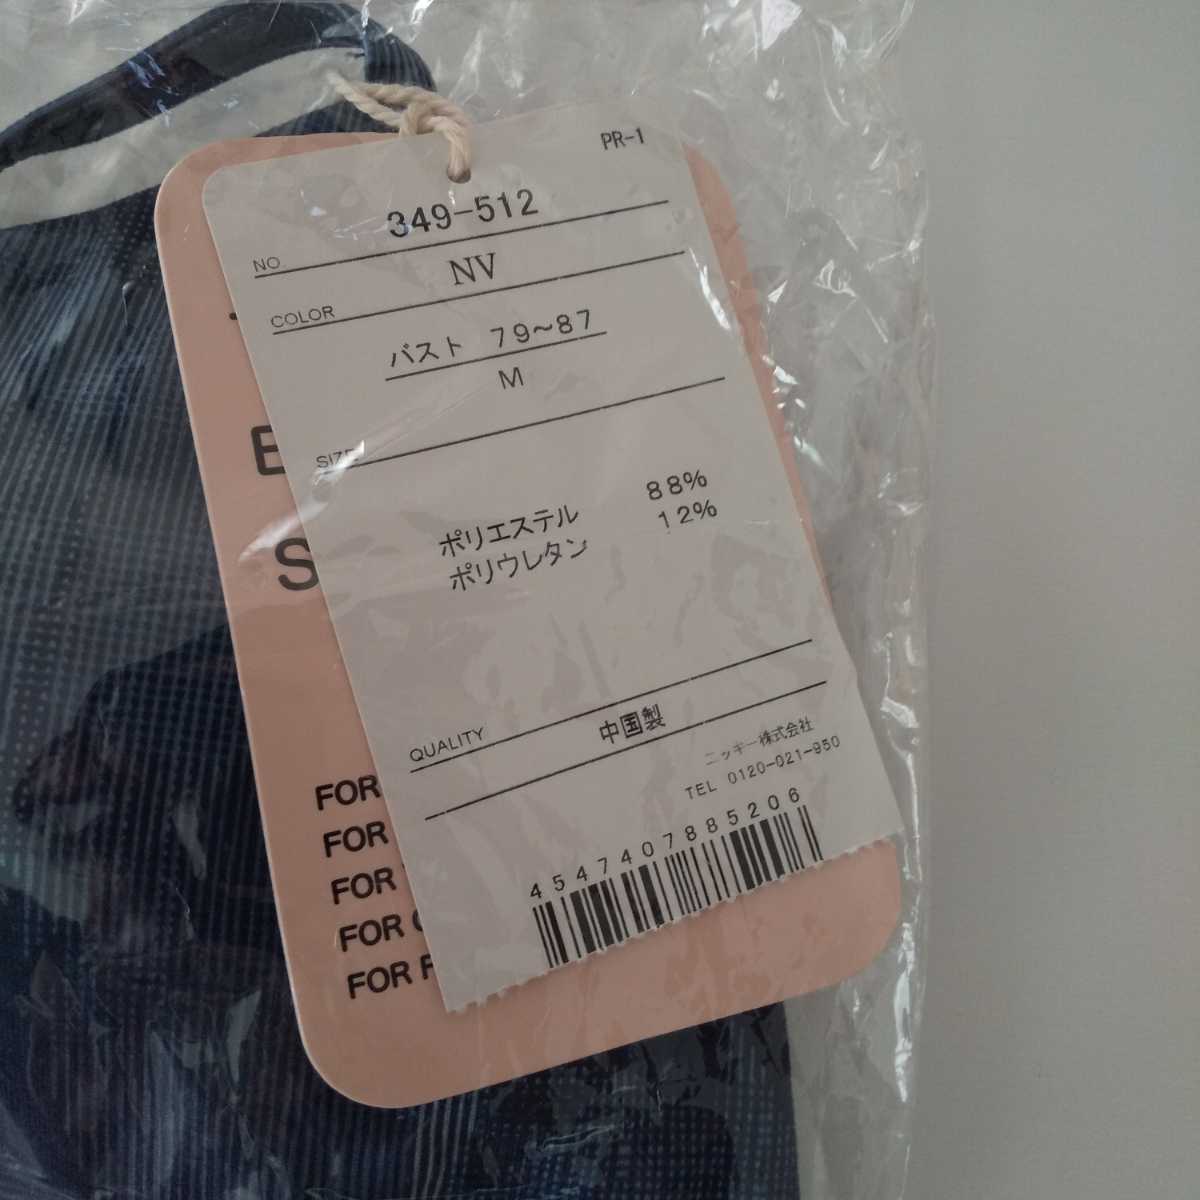 PR-1
349-512
NO.
NV
COLOR
バスト 79~87
M
SIZE
ポリエステル 88%
ポリウレタン 12%
QUALITY
中国製
ニッキー株式会社
TEL 0120-021-950
4547407885206
FOR
FOR
FOR
FOR
FOR